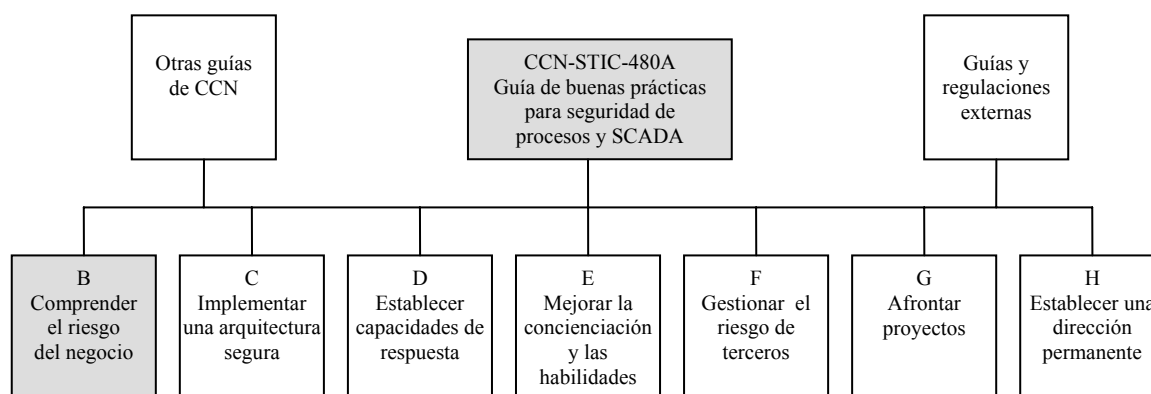 Otras guías
de CCN
CCN-STIC-480A
Guía de buenas prácticas
para seguridad de
procesos y SCADA
Guías y
regulaciones
externas
B
Comprender
el riesgo
del negocio
C
Implementar
una arquitectura
segura
D
Establecer
capacidades de
respuesta
E
Mejorar la
concienciación
y las
habilidades
F
Gestionar el
riesgo de
terceros
G
Afrontar
proyectos
H
Establecer una
dirección
permanente